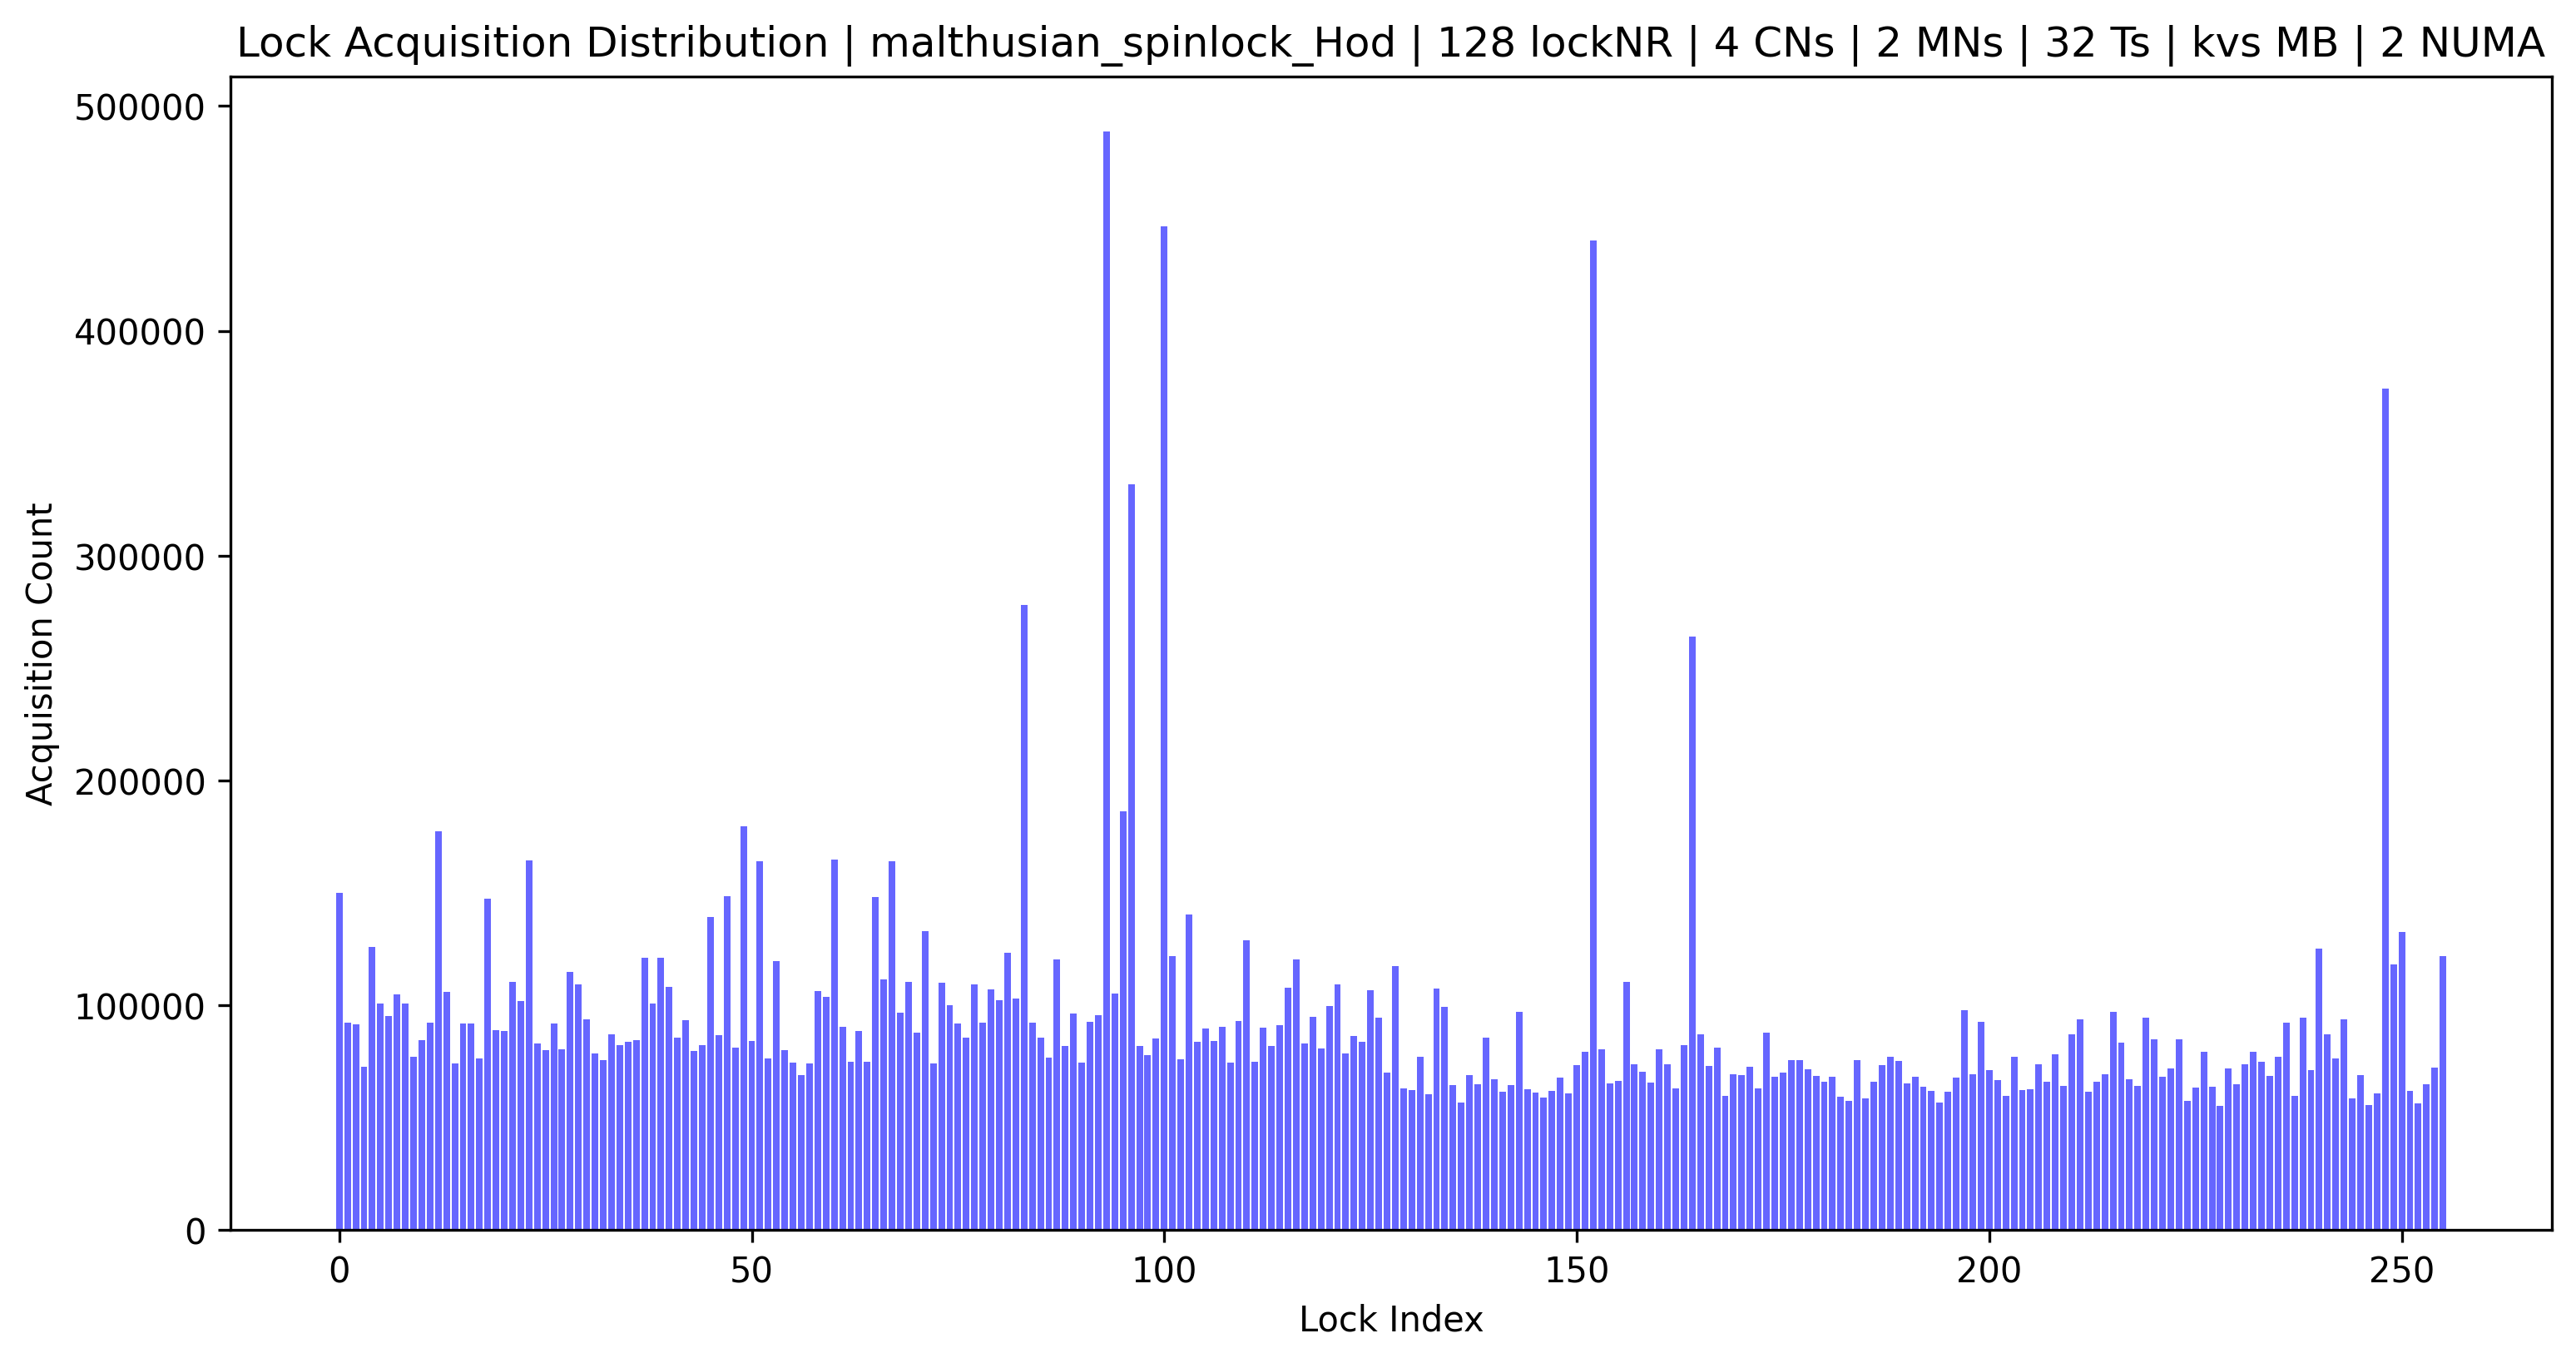 Lock Acquisition Distribution | malthusian_spinlock_Hod | 128 lockNR | 4 CNs | 2 MNs | 32 Ts | kvs MB | 2 NUMA
500000
400000
300000
200000
100000
0
Acquisition Count
0 50 100 150 200 250
Lock Index